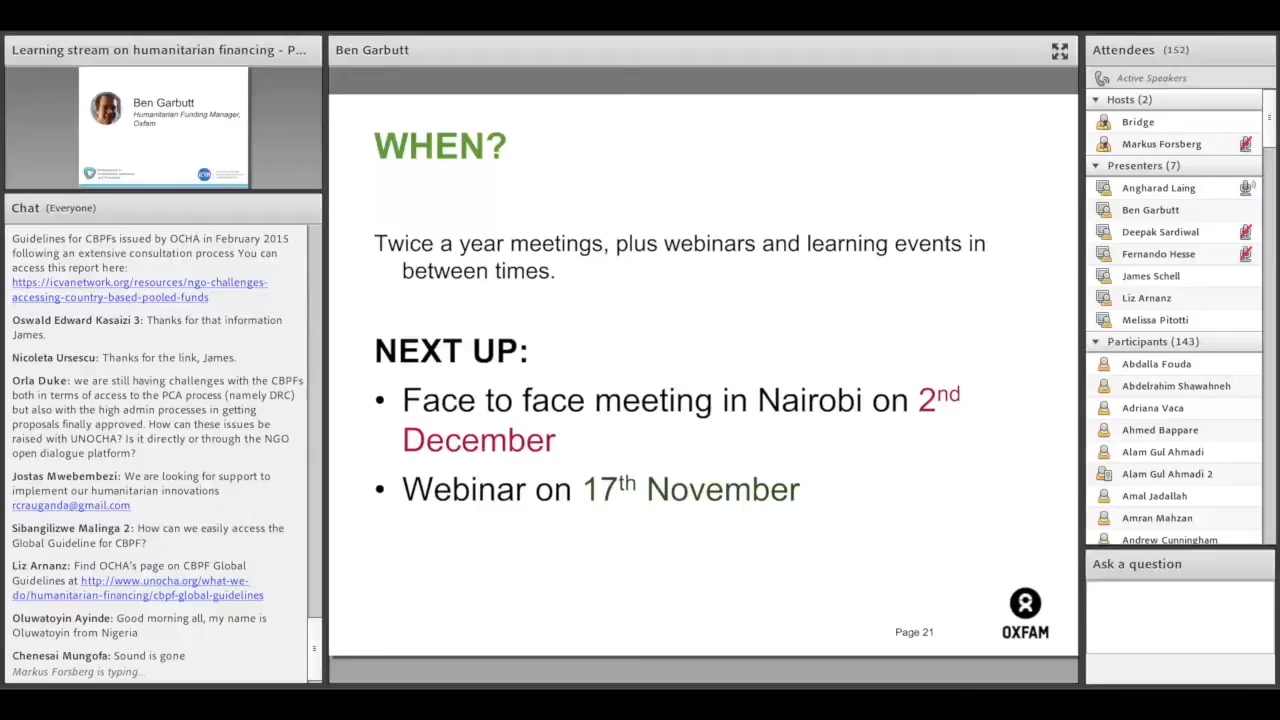 Learning stream on humanitarian financing - P...
Ben Garbutt
Humanitarian Funding Manager,
Oxfam
Chat (Everyone)
Guidelines for CBPFs issued by OCHA in February 2015
following an extensive consultation process You can
access this report here:
https://icvanetwork.org/resources/ngo-challenges-
accessing-country-based-pooled-funds
Oswald Edward Kasaizi 3: Thanks for that information
James.
Nicoleta Ursescu: Thanks for the link, James.
Orla Duke: we are still having challenges with the CBPFs
both in terms of access to the PCA process (namely DRC)
but also with the high admin processes in getting
proposals finally approved. How can these issues be
raised with UNOCHA? Is it directly or through the NGO
open dialogue platform?
Jostas Mwebembezi: We are looking for support to
implement our humanitarian innovations
rcrauganda@gmail.com
Sibangilizwe Malinga 2: How can we easily access the
Global Guideline for CBPF?
Liz Arnanz: Find OCHA's page on CBPF Global
Guidelines at http://www.unocha.org/what-we-
do/humanitarian-financing/cbpf-global-guidelines
Oluwatoyin Ayinde: Good morning all, my name is
Oluwatoyin from Nigeria
Chenesai Mungofa: Sound is gone
Markus Forsberg is typing...
Ben Garbutt
WHEN?
Twice a year meetings, plus webinars and learning events in
between times.
NEXT UP:
• Face to face meeting in Nairobi on 2nd
December
• Webinar on 17th November
Page 21
OXFAM
Attendees (152)
Active Speakers
Hosts (2)
Bridge
Markus Forsberg
Presenters (7)
Angharad Laing
Ben Garbutt
Deepak Sardiwal
Fernando Hesse
James Schell
Liz Arnanz
Melissa Pitotti
Participants (143)
Abdalla Fouda
Abdelrahim Shawahneh
Adriana Vaca
Ahmed Bappare
Alam Gul Ahmadi
Alam Gul Ahmadi 2
Amal Jadallah
Amran Mahzan
Andrew Cunningham
Ask a question